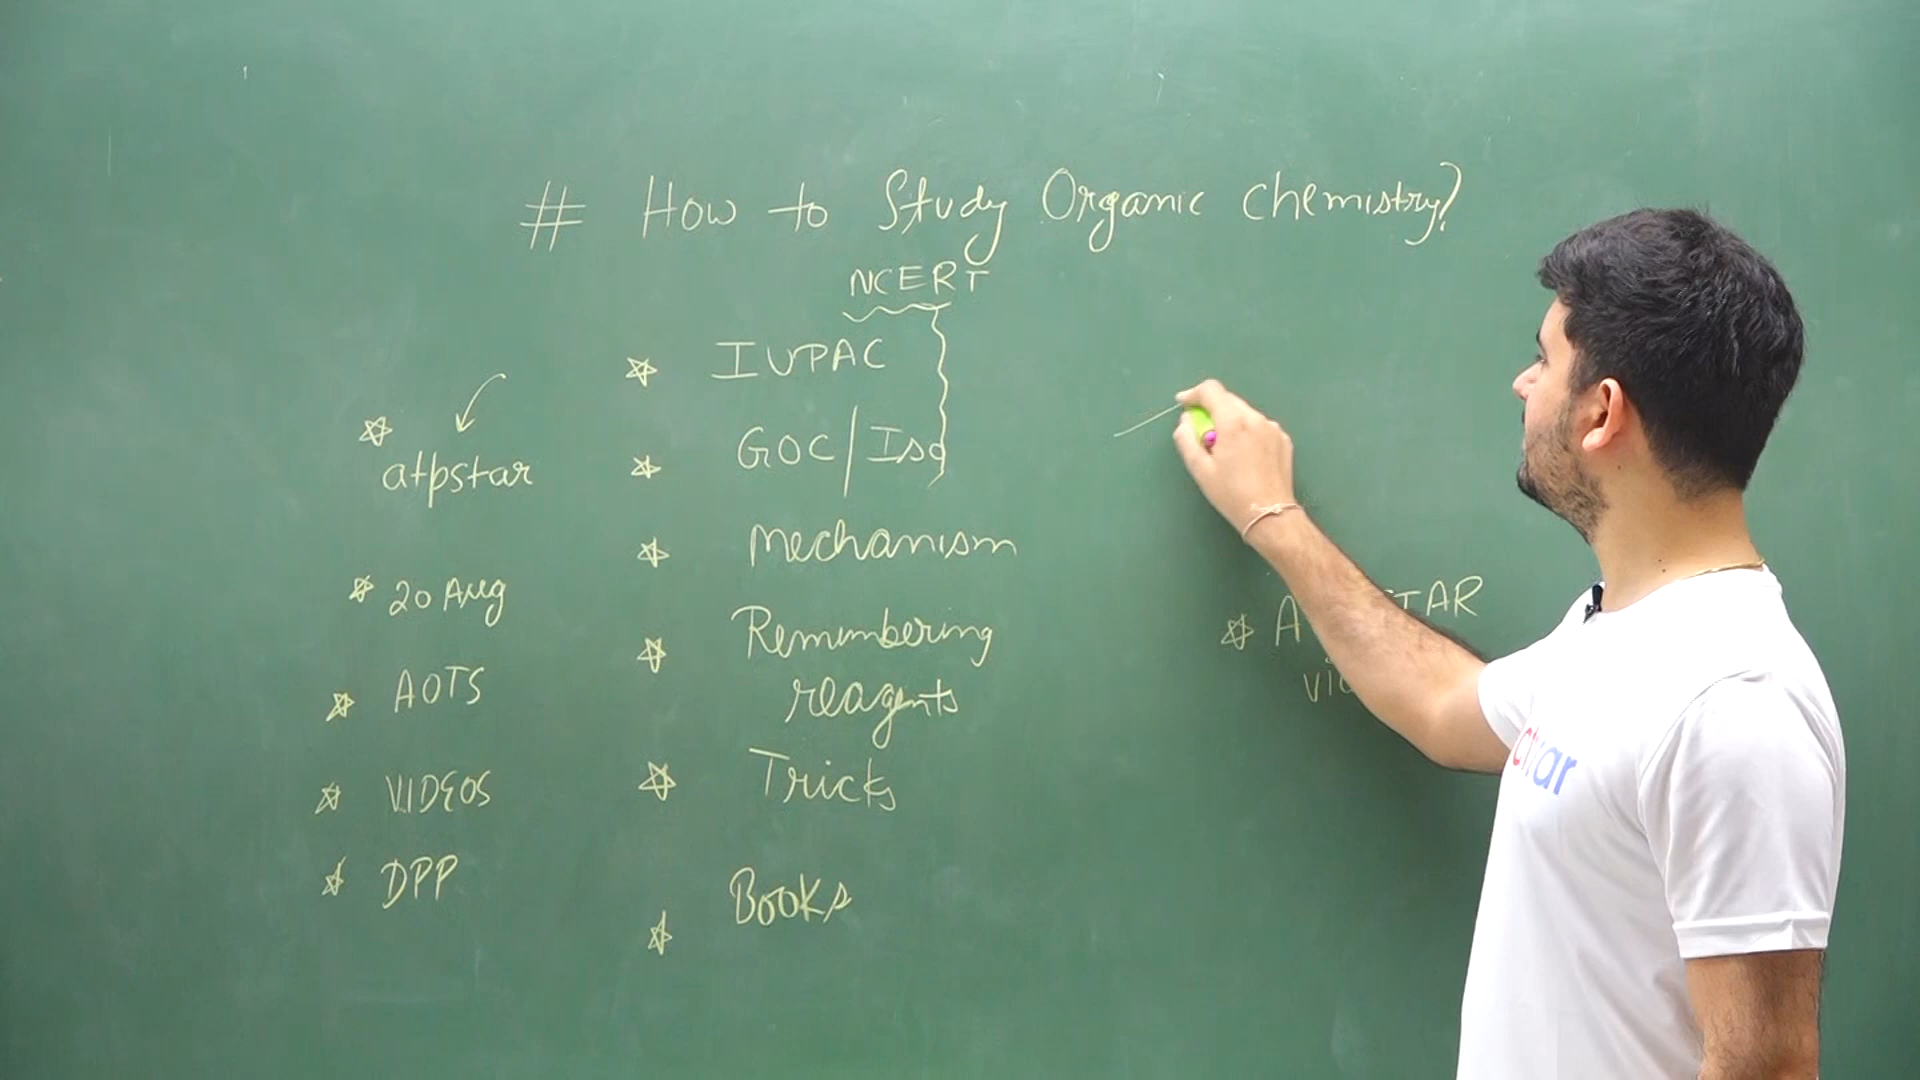 # How to Study Organic Chemistry?
NCERT
☆ IUPAC
☆ GOC/Iso
☆ Mechanism
☆ Remembering
reagents
☆ Tricks
☆ Books
☆ atpstar
☆ 20 Aug
☆ AOTS
☆ VIDEOS
☆ DPP